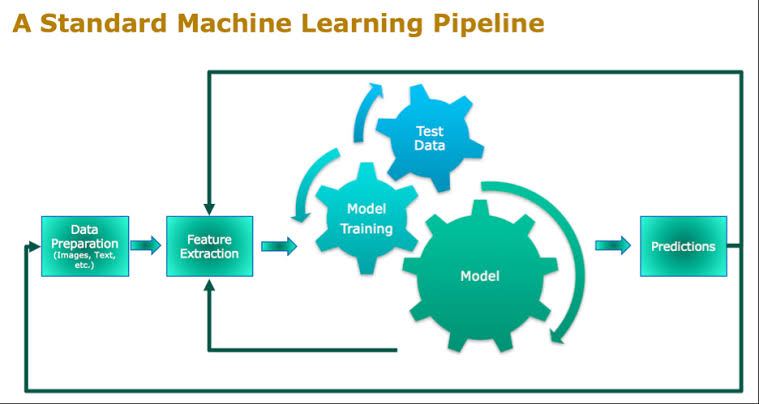 A Standard Machine Learning Pipeline
Test
Data
Model
Training
Data
Preparation
(Images, Text,
etc.)
Feature
Extraction
Model
Predictions